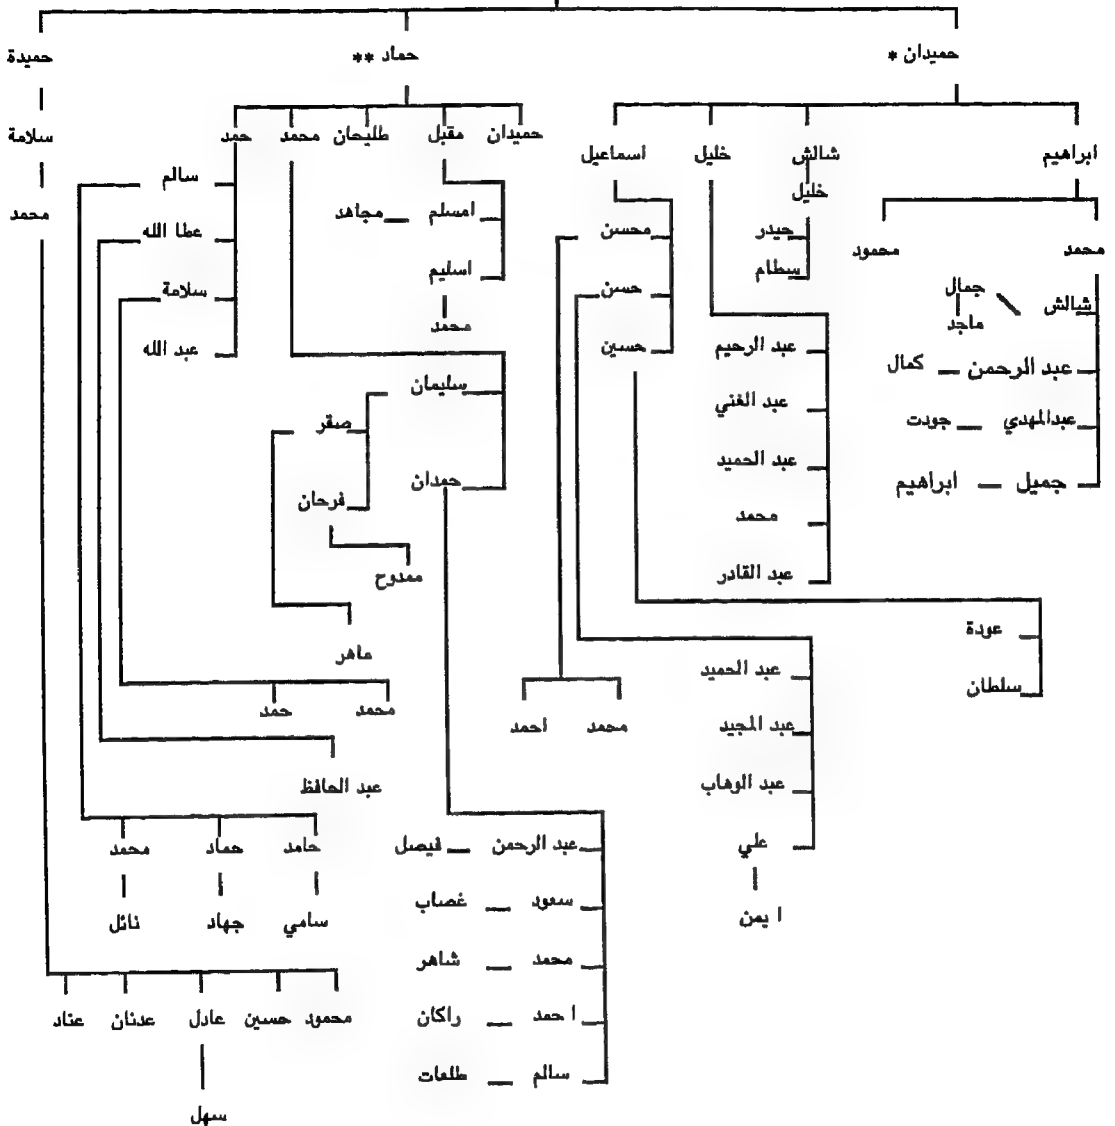 حميدان *
حماد **
حميدة
ابراهيم
شالش
خليل
اسماعيل
حميدان
مقبل
طليحان
محمد
حمد
سلامة
خليل
محمد
محمود
حيدر
سطام
محسن
حسن
حسين
امسلم
مجاهد
اسليم
محمد
سالم
عطا الله
سلامة
عبد الله
محمد
شالش
جمال
ماجد
عبد الرحمن
كمال
عبدالمهدي
جودت
جميل
ابراهيم
عبد الرحيم
عبد الغني
عبد الحميد
محمد
عبد القادر
سليمان
صقر
حمدان
فرحان
ممدوح
ماهر
عودة
سلطان
عبد الحميد
عبد المجيد
عبد الوهاب
علي
ا يمن
محمد
احمد
محمد
حمد
عبد الحافظ
حامد
حماد
محمد
سامي
جهاد
نائل
عبد الرحمن
فيصل
سعود
غصاب
محمد
شاهر
ا حمد
راكان
سالم
طلعات
محمود
حسين
عادل
عدنان
عناد
سهل